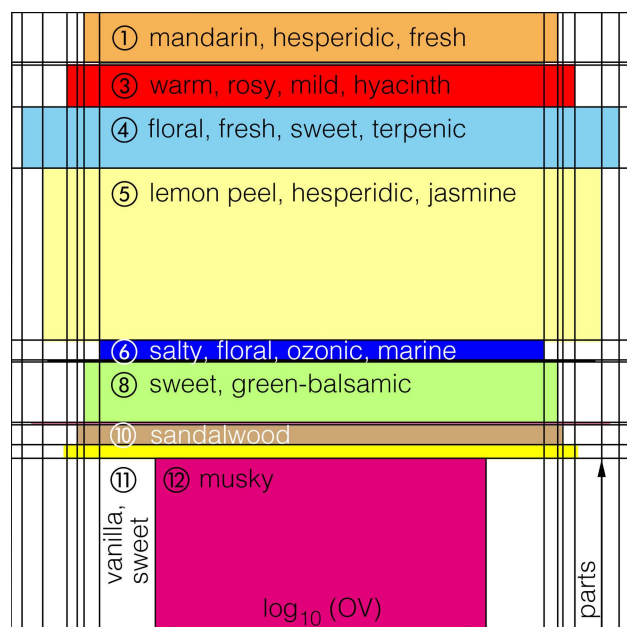 ① mandarin, hesperidic, fresh
③ warm, rosy, mild, hyacinth
④ floral, fresh, sweet, terpenic
⑤ lemon peel, hesperidic, jasmine
⑥ salty, floral, ozonic, marine
⑧ sweet, green-balsamic
⑩ sandalwood
⑪ vanilla,
sweet
⑫ musky
log₁₀ (OV)
parts